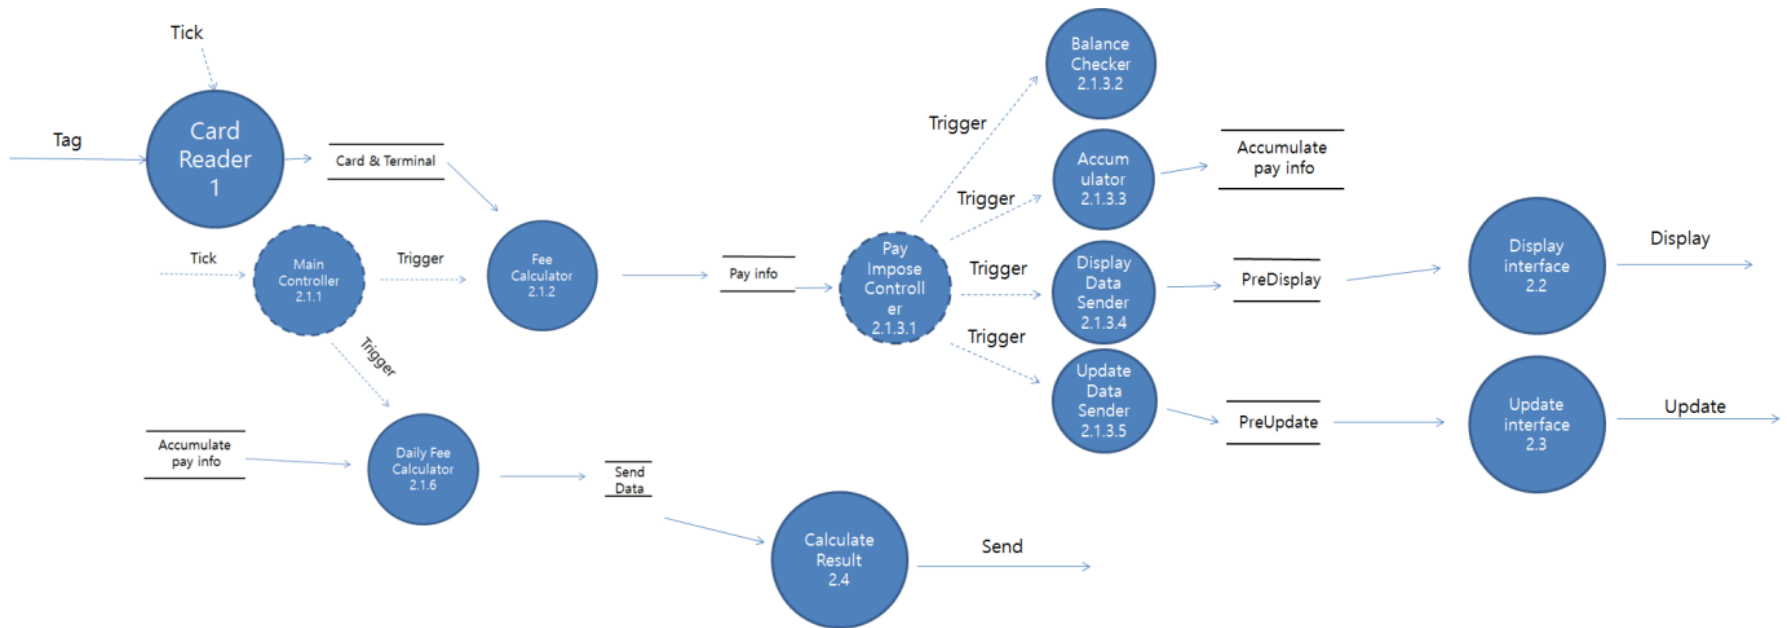 Tick
Tag
Card
Reader
1
Card & Terminal
Tick
Main
Controller
2.1.1
Trigger
Fee
Calculator
2.1.2
Trigger
Pay info
Pay
Impose
Controll
er
2.1.3.1
Trigger
Balance
Checker
2.1.3.2
Trigger
Accum
ulator
2.1.3.3
Accumulate
pay info
Trigger
Display
Data
Sender
2.1.3.4
PreDisplay
Display
interface
2.2
Display
Trigger
Update
Data
Sender
2.1.3.5
PreUpdate
Update
interface
2.3
Update
Accumulate
pay info
Daily Fee
Calculator
2.1.6
Send
Data
Calculate
Result
2.4
Send